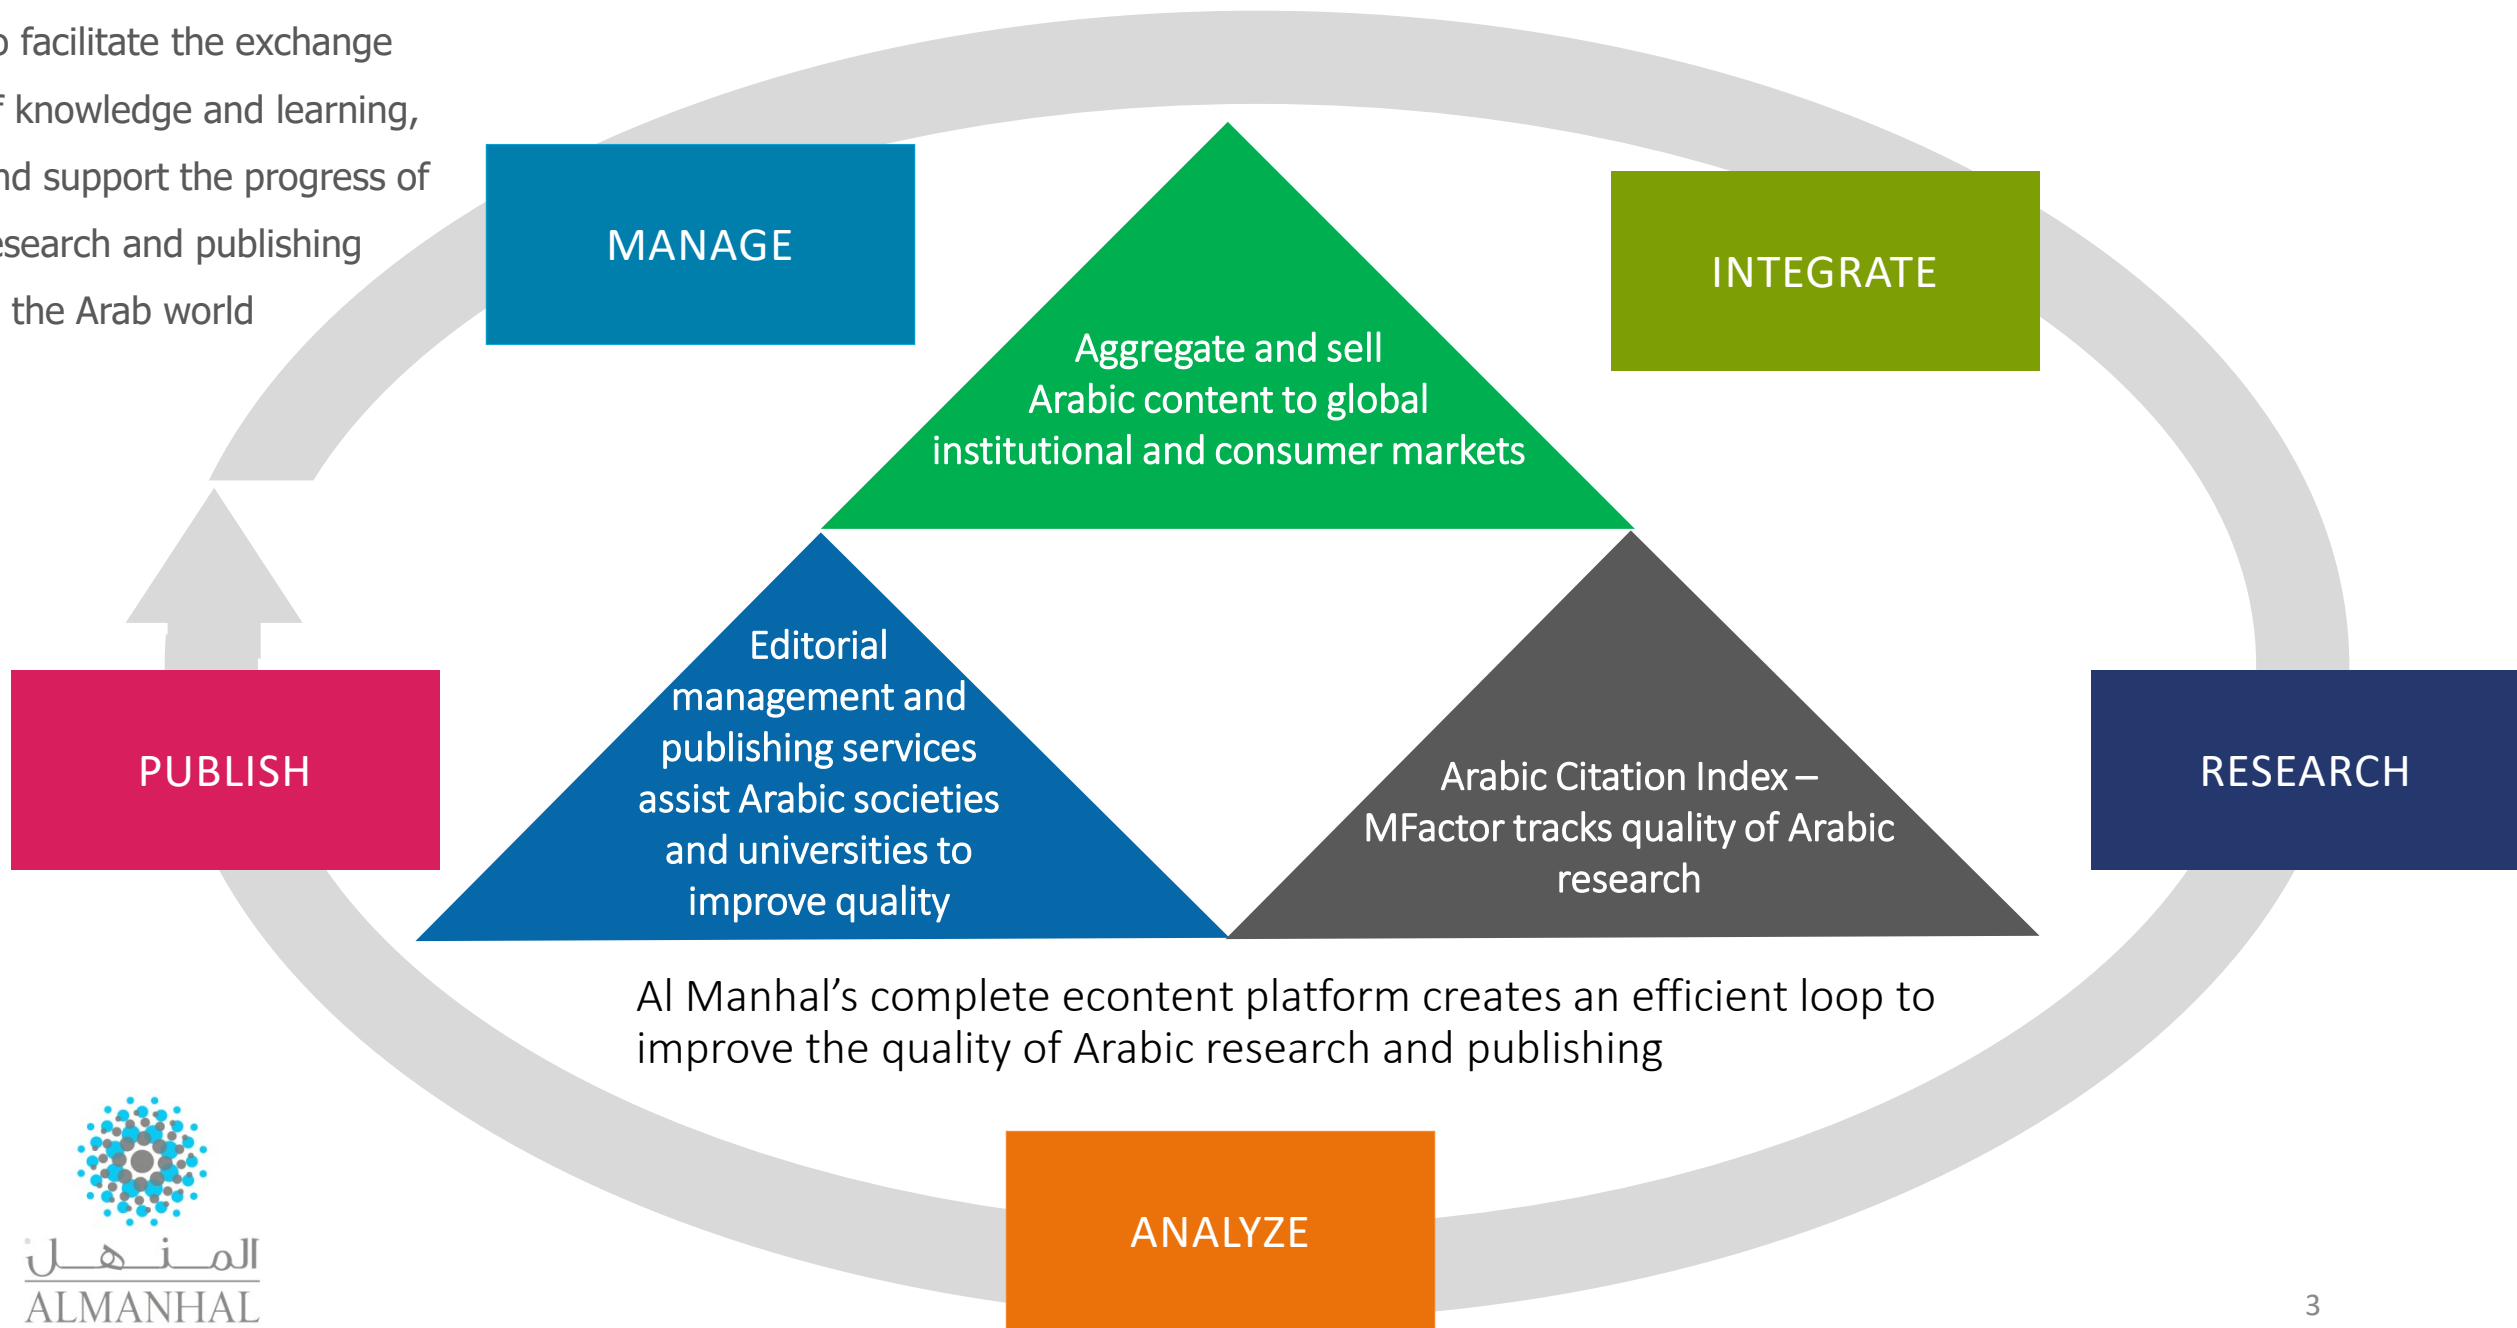 facilitate the exchange
knowledge and learning,
support the progress of
and publishing
the Arab world
MANAGE
INTEGRATE
Aggregate and sell
Arabic content to global
institutional and consumer markets
Editorial
management and
publishing services
assist Arabic societies
and universities to
improve quality
Arabic Citation Index –
MFactor tracks quality of Arabic
research
PUBLISH
RESEARCH
Al Manhal’s complete econtent platform creates an efficient loop to
improve the quality of Arabic research and publishing
ANALYZE
المنهل
ALMANHAL
3